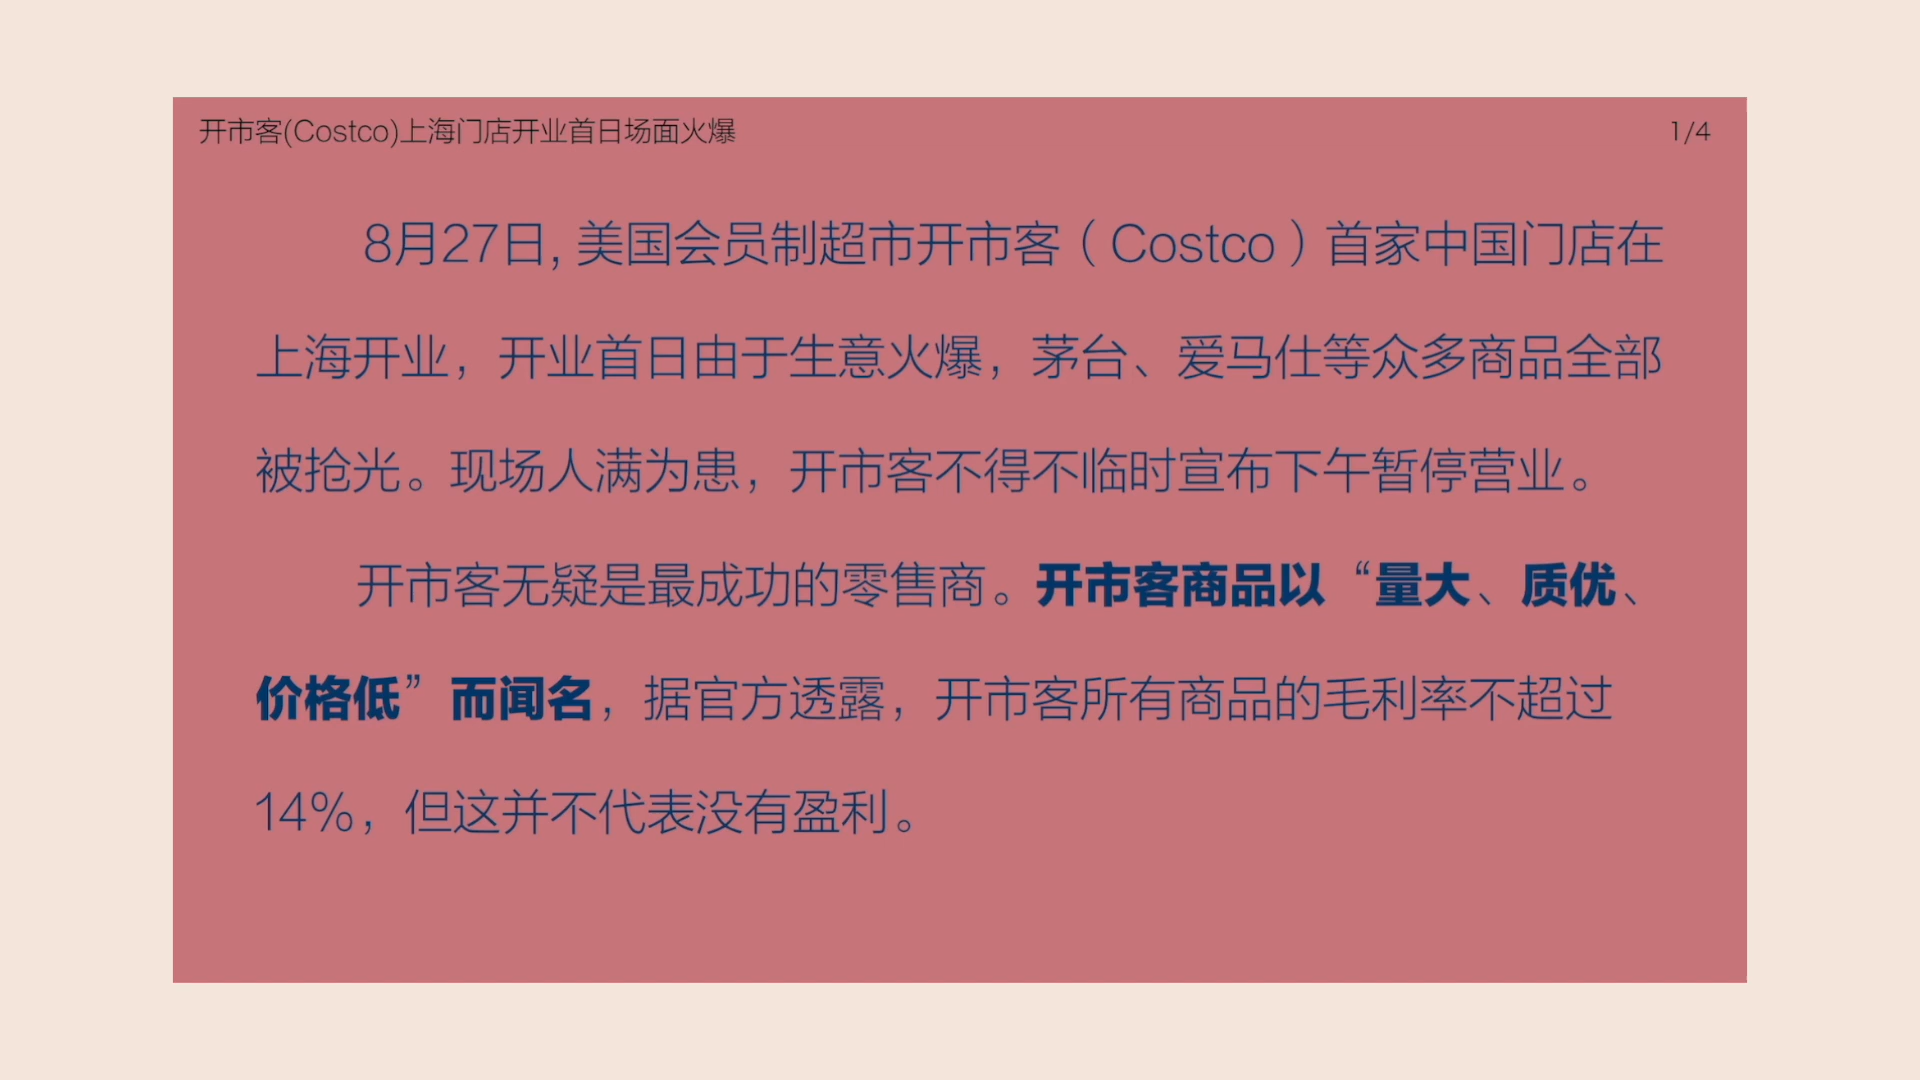 开市客(Costco)上海门店开业首日场面火爆
1/4
8月27日, 美国会员制超市开市客（Costco）首家中国门店在
上海开业，开业首日由于生意火爆，茅台、爱马仕等众多商品全部
被抢光。现场人满为患，开市客不得不临时宣布下午暂停营业。
开市客无疑是最成功的零售商。开市客商品以“量大、质优、
价格低”而闻名，据官方透露，开市客所有商品的毛利率不超过
14%，但这并不代表没有盈利。